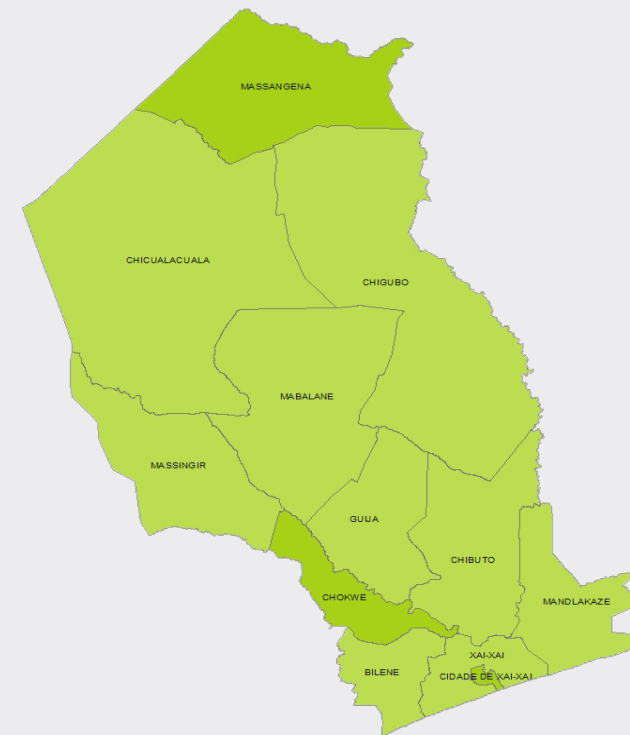 MASSANGENA
CHICUALACUALA
CHIGUBO
MABALANE
MASSINGIR
GUIJA
CHIBUTO
CHOKWE
MANDLAKAZE
XAI-XAI
BILENE
CIDADE DE XAI-XAI